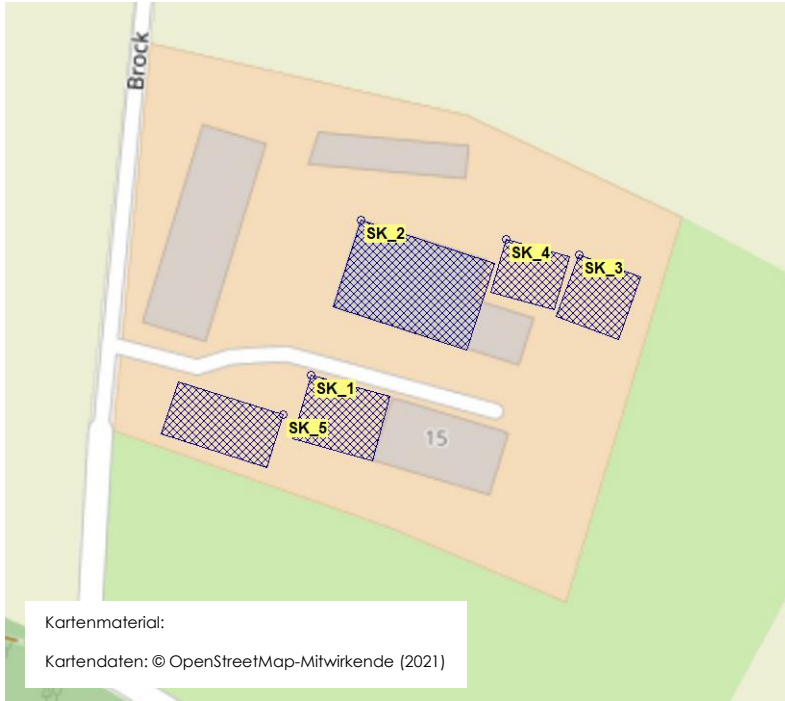 Brock
SK_2
SK_4
SK_3
SK_1
SK_5
15
Kartenmaterial:
Kartendaten: © OpenStreetMap-Mitwirkende (2021)